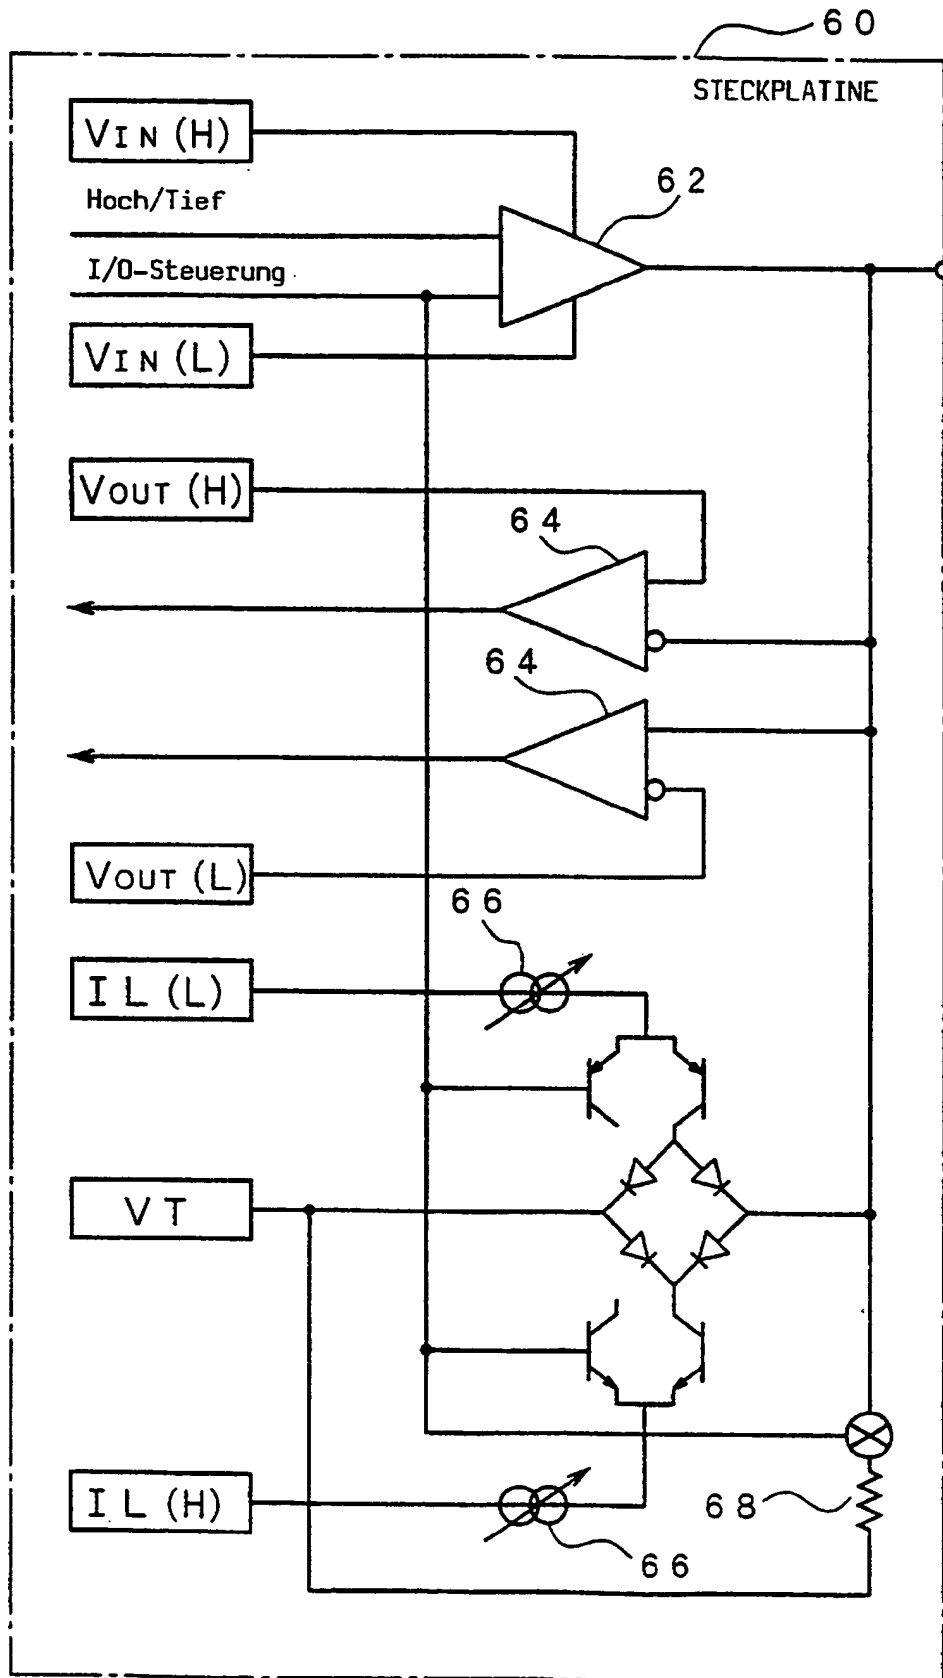 60
STECKPLATINE
VIN (H)
Hoch/Tief
62
I/O-Steuerung
VIN (L)
VOUT (H)
64
64
VOUT (L)
66
IL (L)
VT
IL (H)
68
66